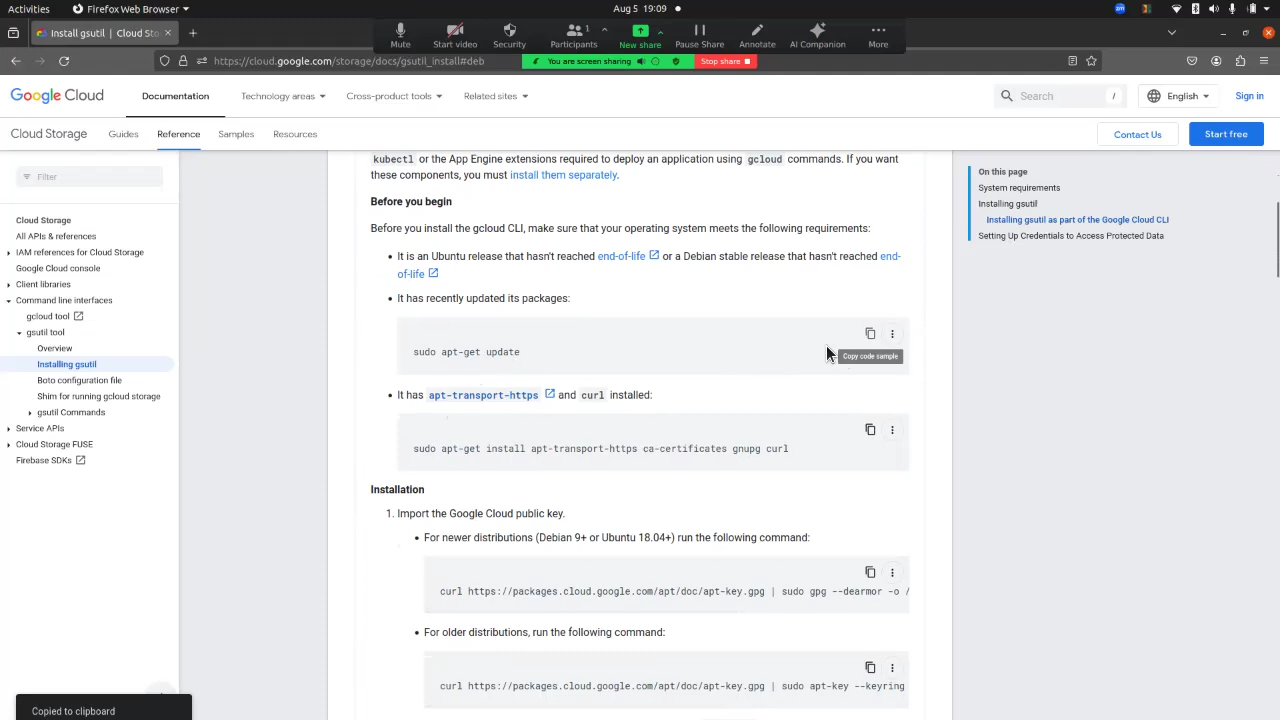 Activities
Firefox Web Browser
Aug 5 19:09
zm
Install gsutil | Cloud Sto
Mute
Start video
Security
Participants
1
New share
Pause Share
Annotate
AI Companion
More
You are screen sharing
Stop share
https://cloud.google.com/storage/docs/gsutil_install#deb
Google Cloud
Documentation
Technology areas
Cross-product tools
Related sites
Search
/
English
Sign in
Cloud Storage
Guides
Reference
Samples
Resources
Contact Us
Start free
Filter
Cloud Storage
All APIs & references
IAM references for Cloud Storage
Google Cloud console
Client libraries
Command line interfaces
gcloud tool
gsutil tool
Overview
Installing gsutil
Boto configuration file
Shim for running gcloud storage
gsutil Commands
Service APIs
Cloud Storage FUSE
Firebase SDKs
kubectl or the App Engine extensions required to deploy an application using gcloud commands. If you want
these components, you must install them separately.
Before you begin
Before you install the gcloud CLI, make sure that your operating system meets the following requirements:
• It is an Ubuntu release that hasn't reached end-of-life or a Debian stable release that hasn't reached end-
of-life
• It has recently updated its packages:
sudo apt-get update
Copy code sample
• It has apt-transport-https and curl installed:
sudo apt-get install apt-transport-https ca-certificates gnupg curl
Installation
1. Import the Google Cloud public key.
• For newer distributions (Debian 9+ or Ubuntu 18.04+) run the following command:
curl https://packages.cloud.google.com/apt/doc/apt-key.gpg | sudo gpg --dearmor -o /
• For older distributions, run the following command:
curl https://packages.cloud.google.com/apt/doc/apt-key.gpg | sudo apt-key --keyring
On this page
System requirements
Installing gsutil
Installing gsutil as part of the Google Cloud CLI
Setting Up Credentials to Access Protected Data
Copied to clipboard